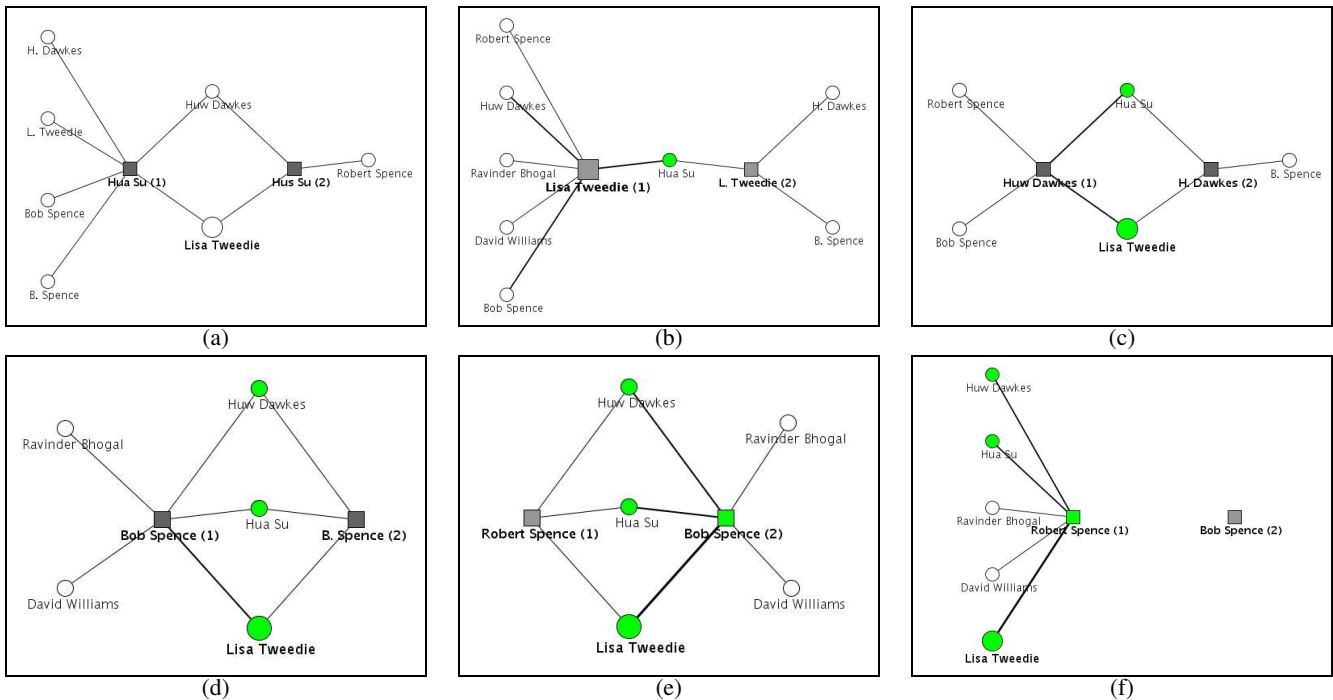 H. Dawkes
L. Tweedie
Huw Dawkes
Hua Su (1)
Hus Su (2)
Robert Spence
Bob Spence
Lisa Tweedie
B. Spence
(a)
Robert Spence
Huw Dawkes
H. Dawkes
Ravinder Bhogal
Hua Su
Lisa Tweedie (1)
L. Tweedie (2)
David Williams
B. Spence
Bob Spence
(b)
Robert Spence
Hua Su
B. Spence
Huw Dawkes (1)
H. Dawkes (2)
Bob Spence
Lisa Tweedie
(c)
Huw Dawkes
Ravinder Bhogal
Hua Su
Bob Spence (1)
B. Spence (2)
David Williams
Lisa Tweedie
(d)
Huw Dawkes
Ravinder Bhogal
Hua Su
Robert Spence (1)
Bob Spence (2)
David Williams
Lisa Tweedie
(e)
Huw Dawkes
Hua Su
Ravinder Bhogal
Robert Spence (1)
Bob Spence (2)
David Williams
Lisa Tweedie
(f)